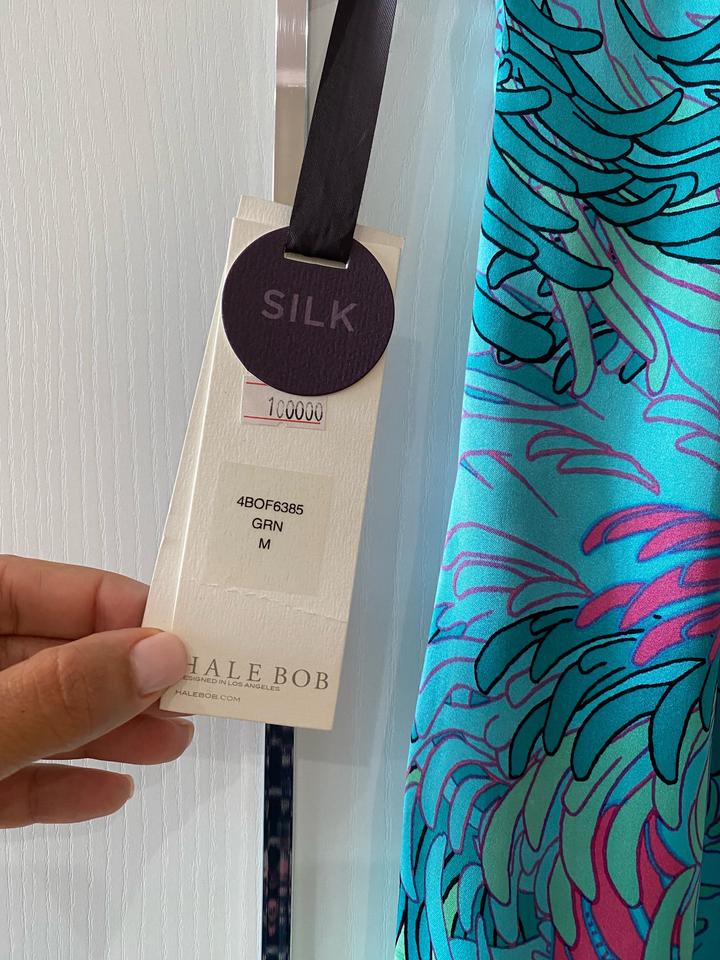 SILK
100000
4BOF6385
GRN
M
HALE BOB
DESIGNED IN LOS ANGELES
HALEBOB.COM